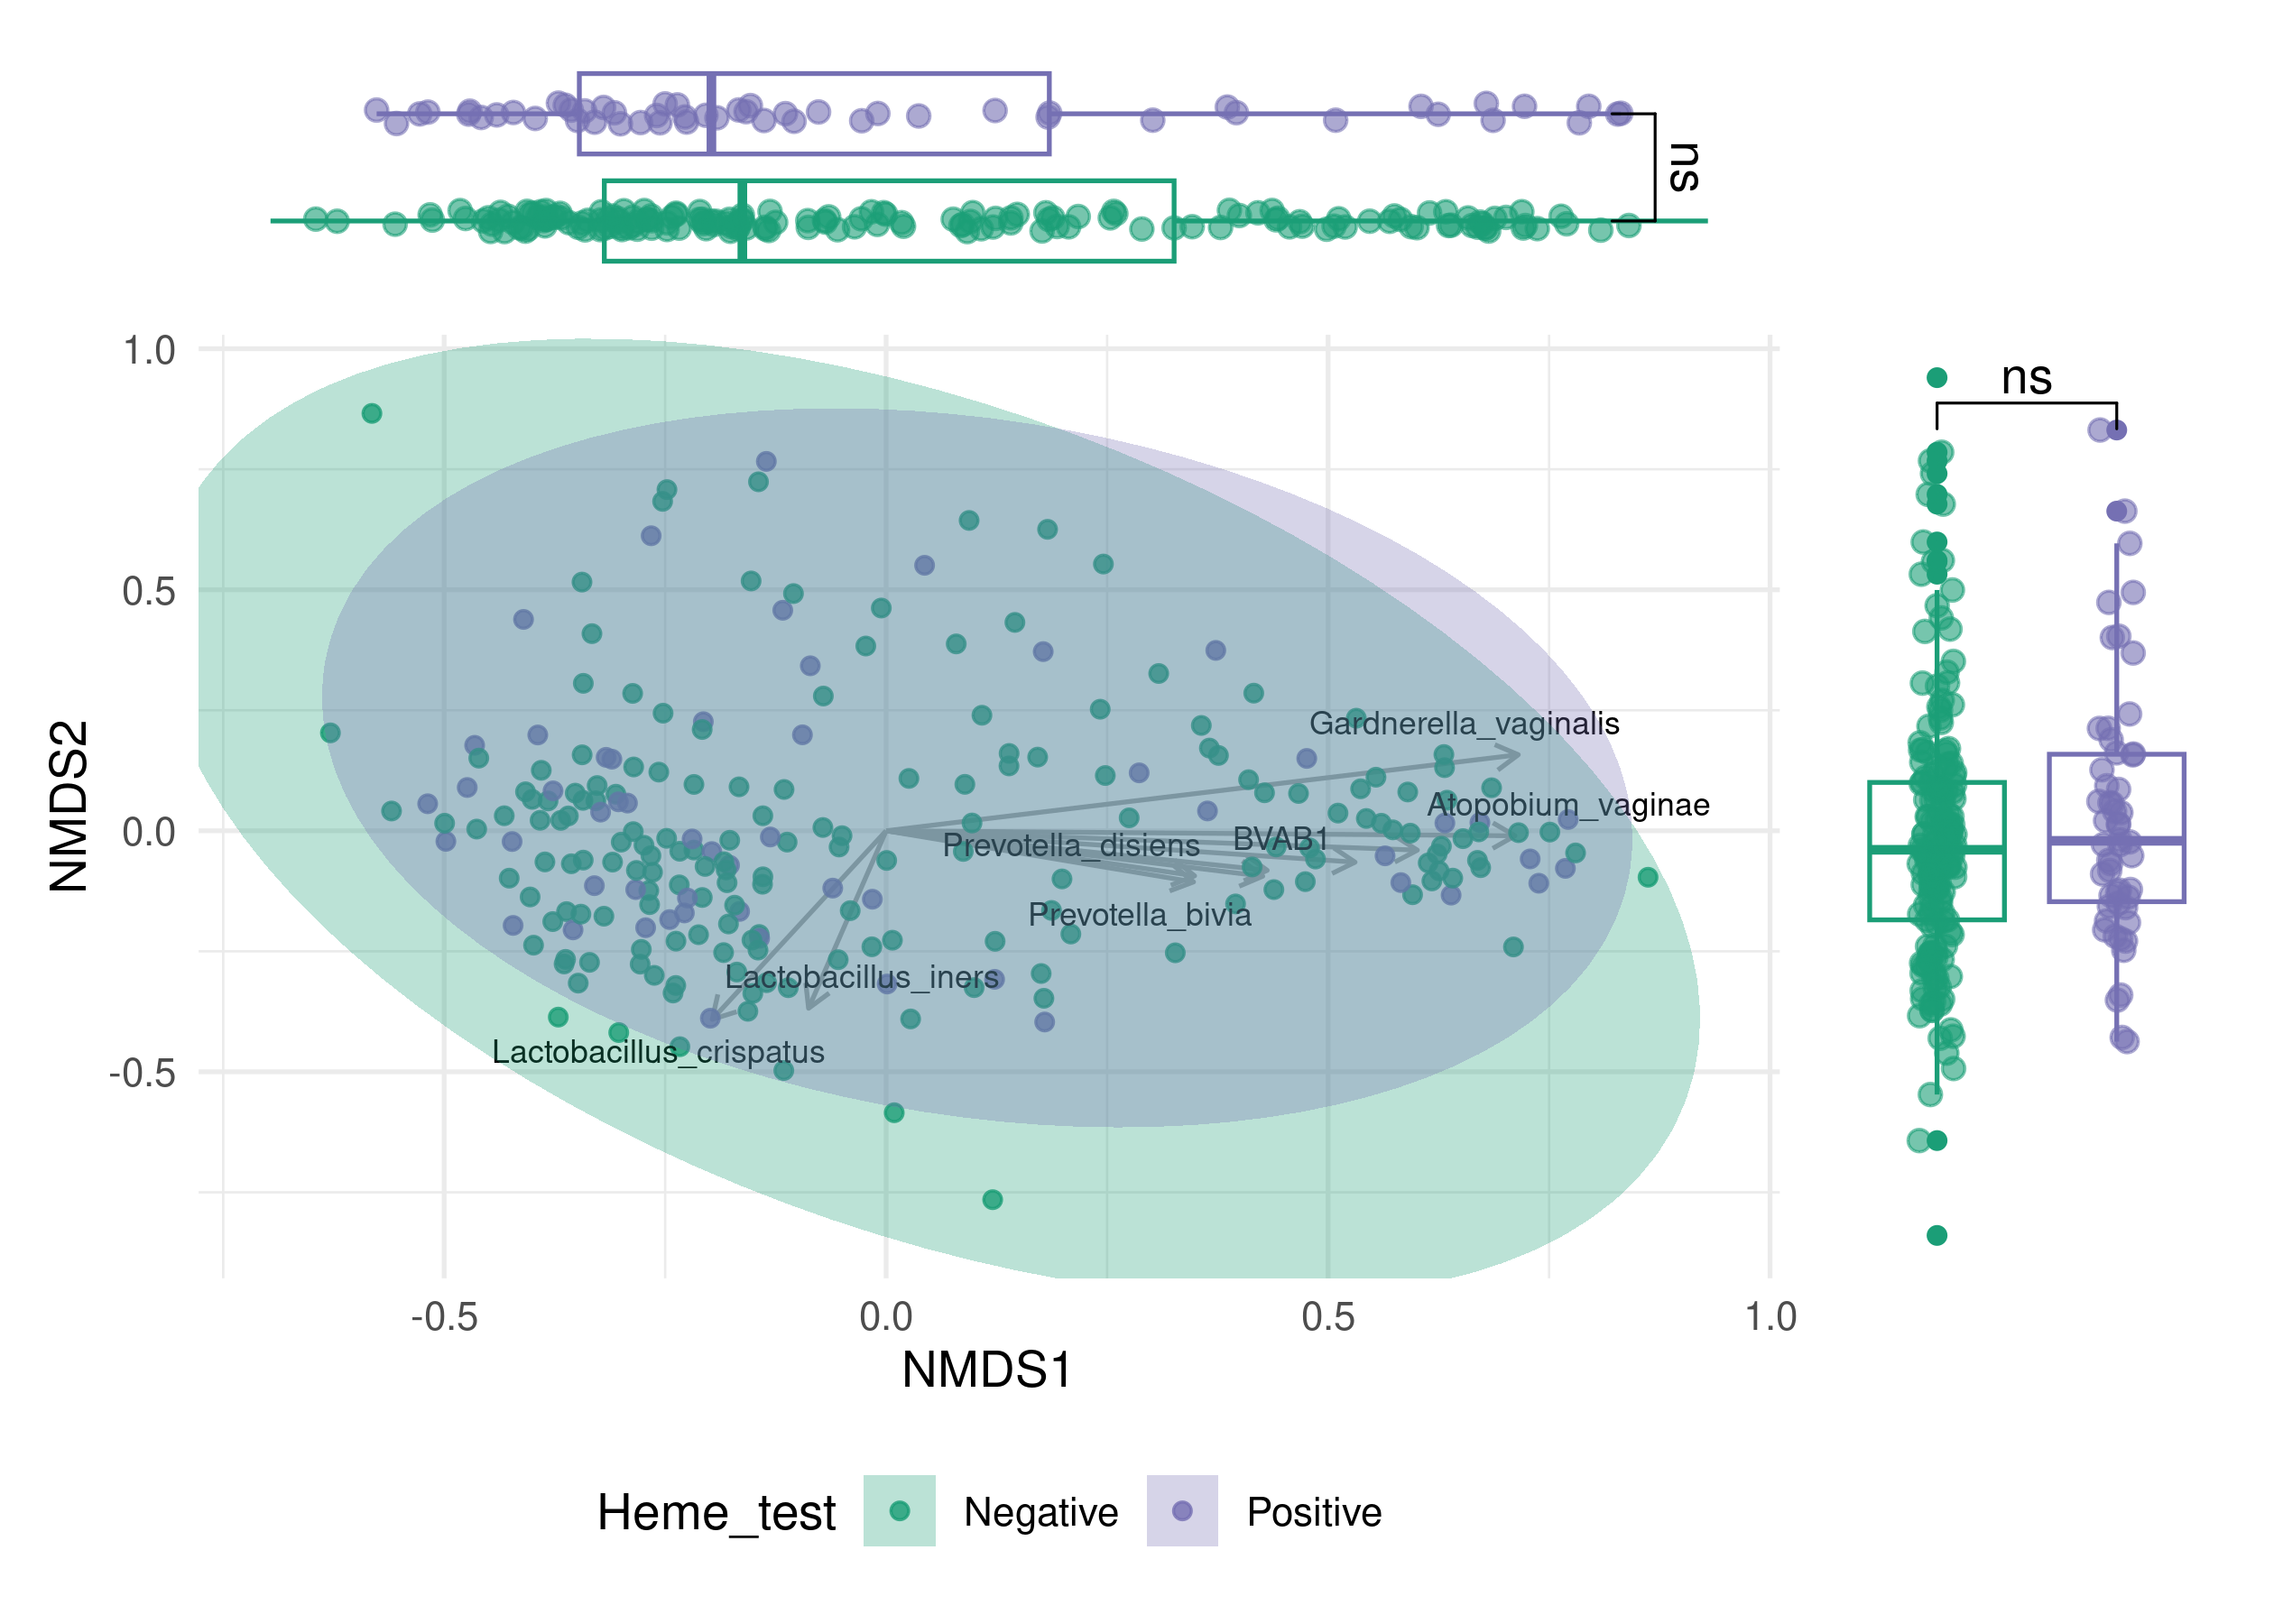 ns
ns
1.0
0.5
0.0
-0.5
NMDS2
Gardnerella_vaginalis
Atopobium_vaginae
BVAB1
Prevotella_disiens
Prevotella_bivia
Lactobacillus_iners
Lactobacillus_crispatus
-0.5 0.0 0.5 1.0
NMDS1
Heme_test Negative Positive